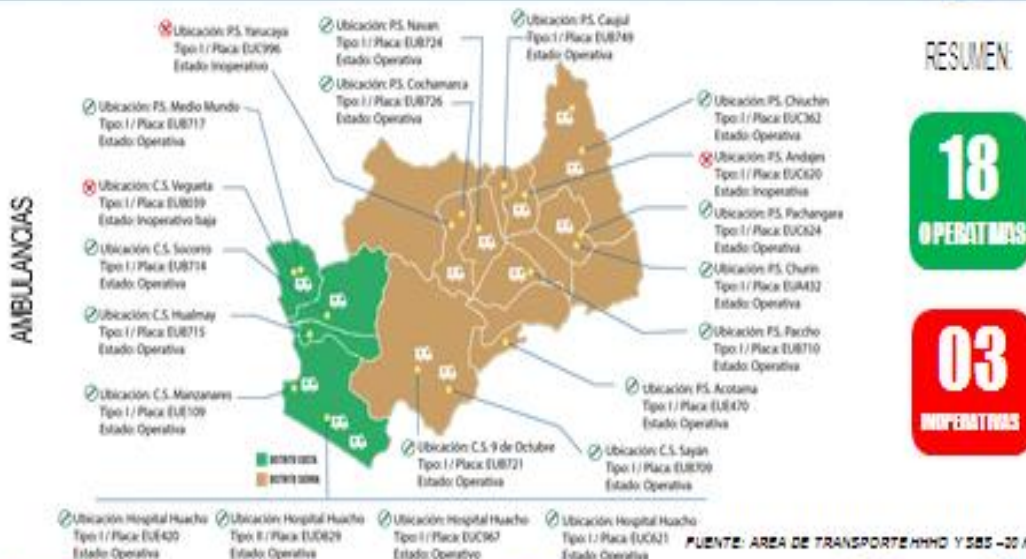 AMBULANCIAS
Ubicación: P.S. Yarucaya
Tipo: I / Placa: EUC996
Estado: Inoperativo
Ubicación: P.S. Navan
Tipo: I / Placa: EUB724
Estado: Operativa
Ubicación: P.S. Caujul
Tipo: I / Placa: EUB749
Estado: Operativa
Ubicación: P.S. Cochamarca
Tipo: I / Placa: EUB726
Estado: Operativa
Ubicación: P.S. Medio Mundo
Tipo: I / Placa: EUB717
Estado: Operativa
Ubicación: C.S. Vegueta
Tipo: I / Placa: EUB039
Estado: Inoperativo baja
Ubicación: C.S. Socorro
Tipo: I / Placa: EUB714
Estado: Operativa
Ubicación: C.S. Hualmay
Tipo: I / Placa: EUB715
Estado: Operativa
Ubicación: C.S. Manzanares
Tipo: I / Placa: EUE109
Estado: Operativa
Ubicación: P.S. Chiuchin
Tipo: I / Placa: EUC362
Estado: Operativa
Ubicación: P.S. Andajes
Tipo: I / Placa: EUC620
Estado: Inoperativa
Ubicación: P.S. Pachangara
Tipo: I / Placa: EUC624
Estado: Operativa
Ubicación: P.S. Churin
Tipo: I / Placa: EUA432
Estado: Operativa
Ubicación: P.S. Paccho
Tipo: I / Placa: EUB710
Estado: Operativa
Ubicación: P.S. Acotama
Tipo: I / Placa: EUE470
Estado: Operativa
Ubicación: C.S. Sayán
Tipo: I / Placa: EUB709
Estado: Operativa
Ubicación: C.S. 9 de Octubre
Tipo: I / Placa: EUB721
Estado: Operativa
DISTRITO COSTA
DISTRITO SIERRA
Ubicación: Hospital Huacho
Tipo: I / Placa: EUE420
Estado: Operativa
Ubicación: Hospital Huacho
Tipo: II / Placa: EUD829
Estado: Operativa
Ubicación: Hospital Huacho
Tipo: I / Placa: EUC967
Estado: Operativo
Ubicación: Hospital Huacho
Tipo: I / Placa: EUC621
Estado: Operativa
RESUMEN:
18
OPERATIVAS
03
INOPERATIVAS
FUENTE: AREA DE TRANSPORTE HHHO Y SBS